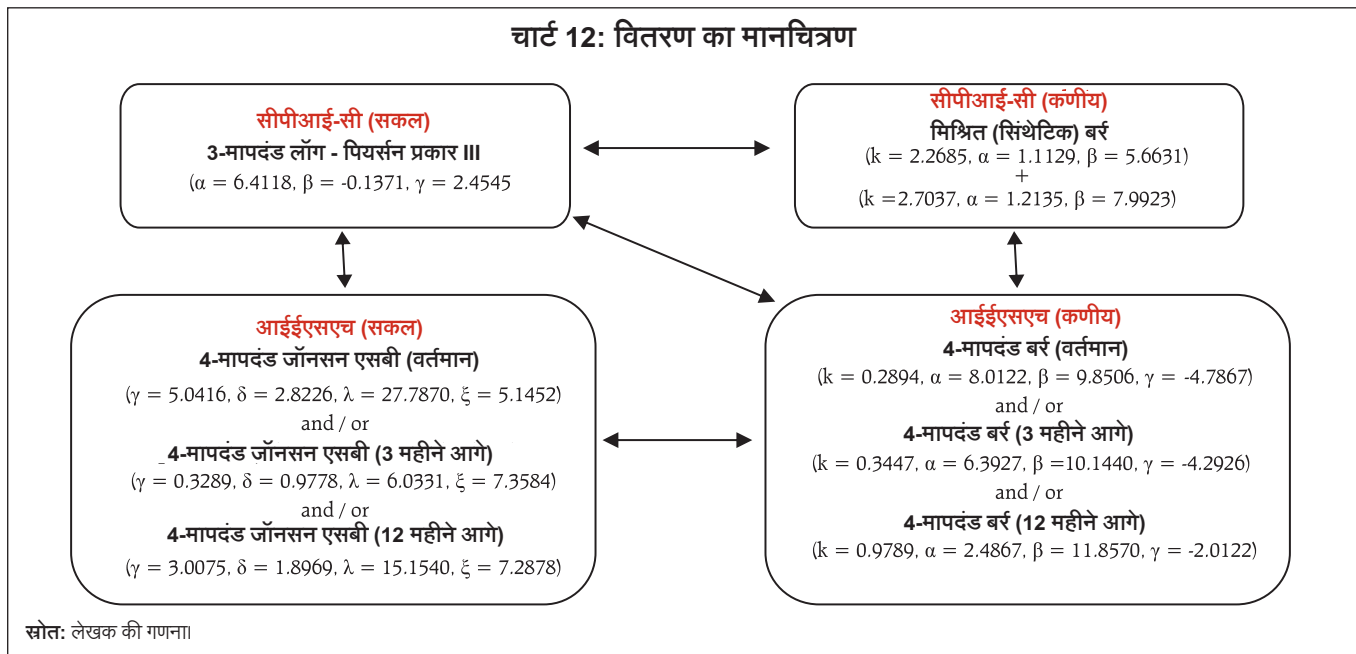 चार्ट 12: वितरण का मानचित्रण
सीपीआई-सी (सकल)
3-मापदंड लॉग - पियर्सन प्रकार III
(α = 6.4118, β = -0.1371, γ = 2.4545
सीपीआई-सी (कणीय)
मिश्रित (सिंथेटिक) बर्र
(k = 2.2685, α = 1.1129, β = 5.6631)
+
(k =2.7037, α = 1.2135, β = 7.9923)
आईईएसएच (सकल)
4-मापदंड जॉनसन एसबी (वर्तमान)
(γ = 5.0416, δ = 2.8226, λ = 27.7870, ξ = 5.1452)
and / or
4-मापदंड जॉनसन एसबी (3 महीने आगे)
(γ = 0.3289, δ = 0.9778, λ = 6.0331, ξ = 7.3584)
and / or
4-मापदंड जॉनसन एसबी (12 महीने आगे)
(γ = 3.0075, δ = 1.8969, λ = 15.1540, ξ = 7.2878)
आईईएसएच (कणीय)
4-मापदंड बर्र (वर्तमान)
(k = 0.2894, α = 8.0122, β = 9.8506, γ = -4.7867)
and / or
4-मापदंड बर्र (3 महीने आगे)
(k = 0.3447, α = 6.3927, β =10.1440, γ = -4.2926)
and / or
4-मापदंड बर्र (12 महीने आगे)
(k = 0.9789, α = 2.4867, β = 11.8570, γ = -2.0122)
स्रोत: लेखक की गणना।